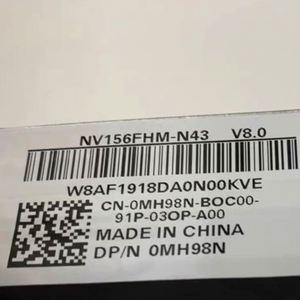 NV156FHM-N43 V8.0
W8AF1918DA0N00KVE
CN-0MH98N-BOC00-
91P-03OP-A00
MADE IN CHINA
DP/N 0MH98N